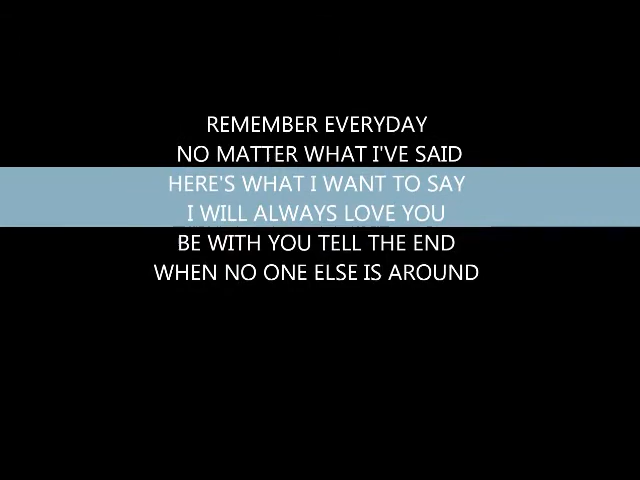 REMEMBER EVERYDAY
NO MATTER WHAT I'VE SAID
HERE'S WHAT I WANT TO SAY
I WILL ALWAYS LOVE YOU
BE WITH YOU TELL THE END
WHEN NO ONE ELSE IS AROUND